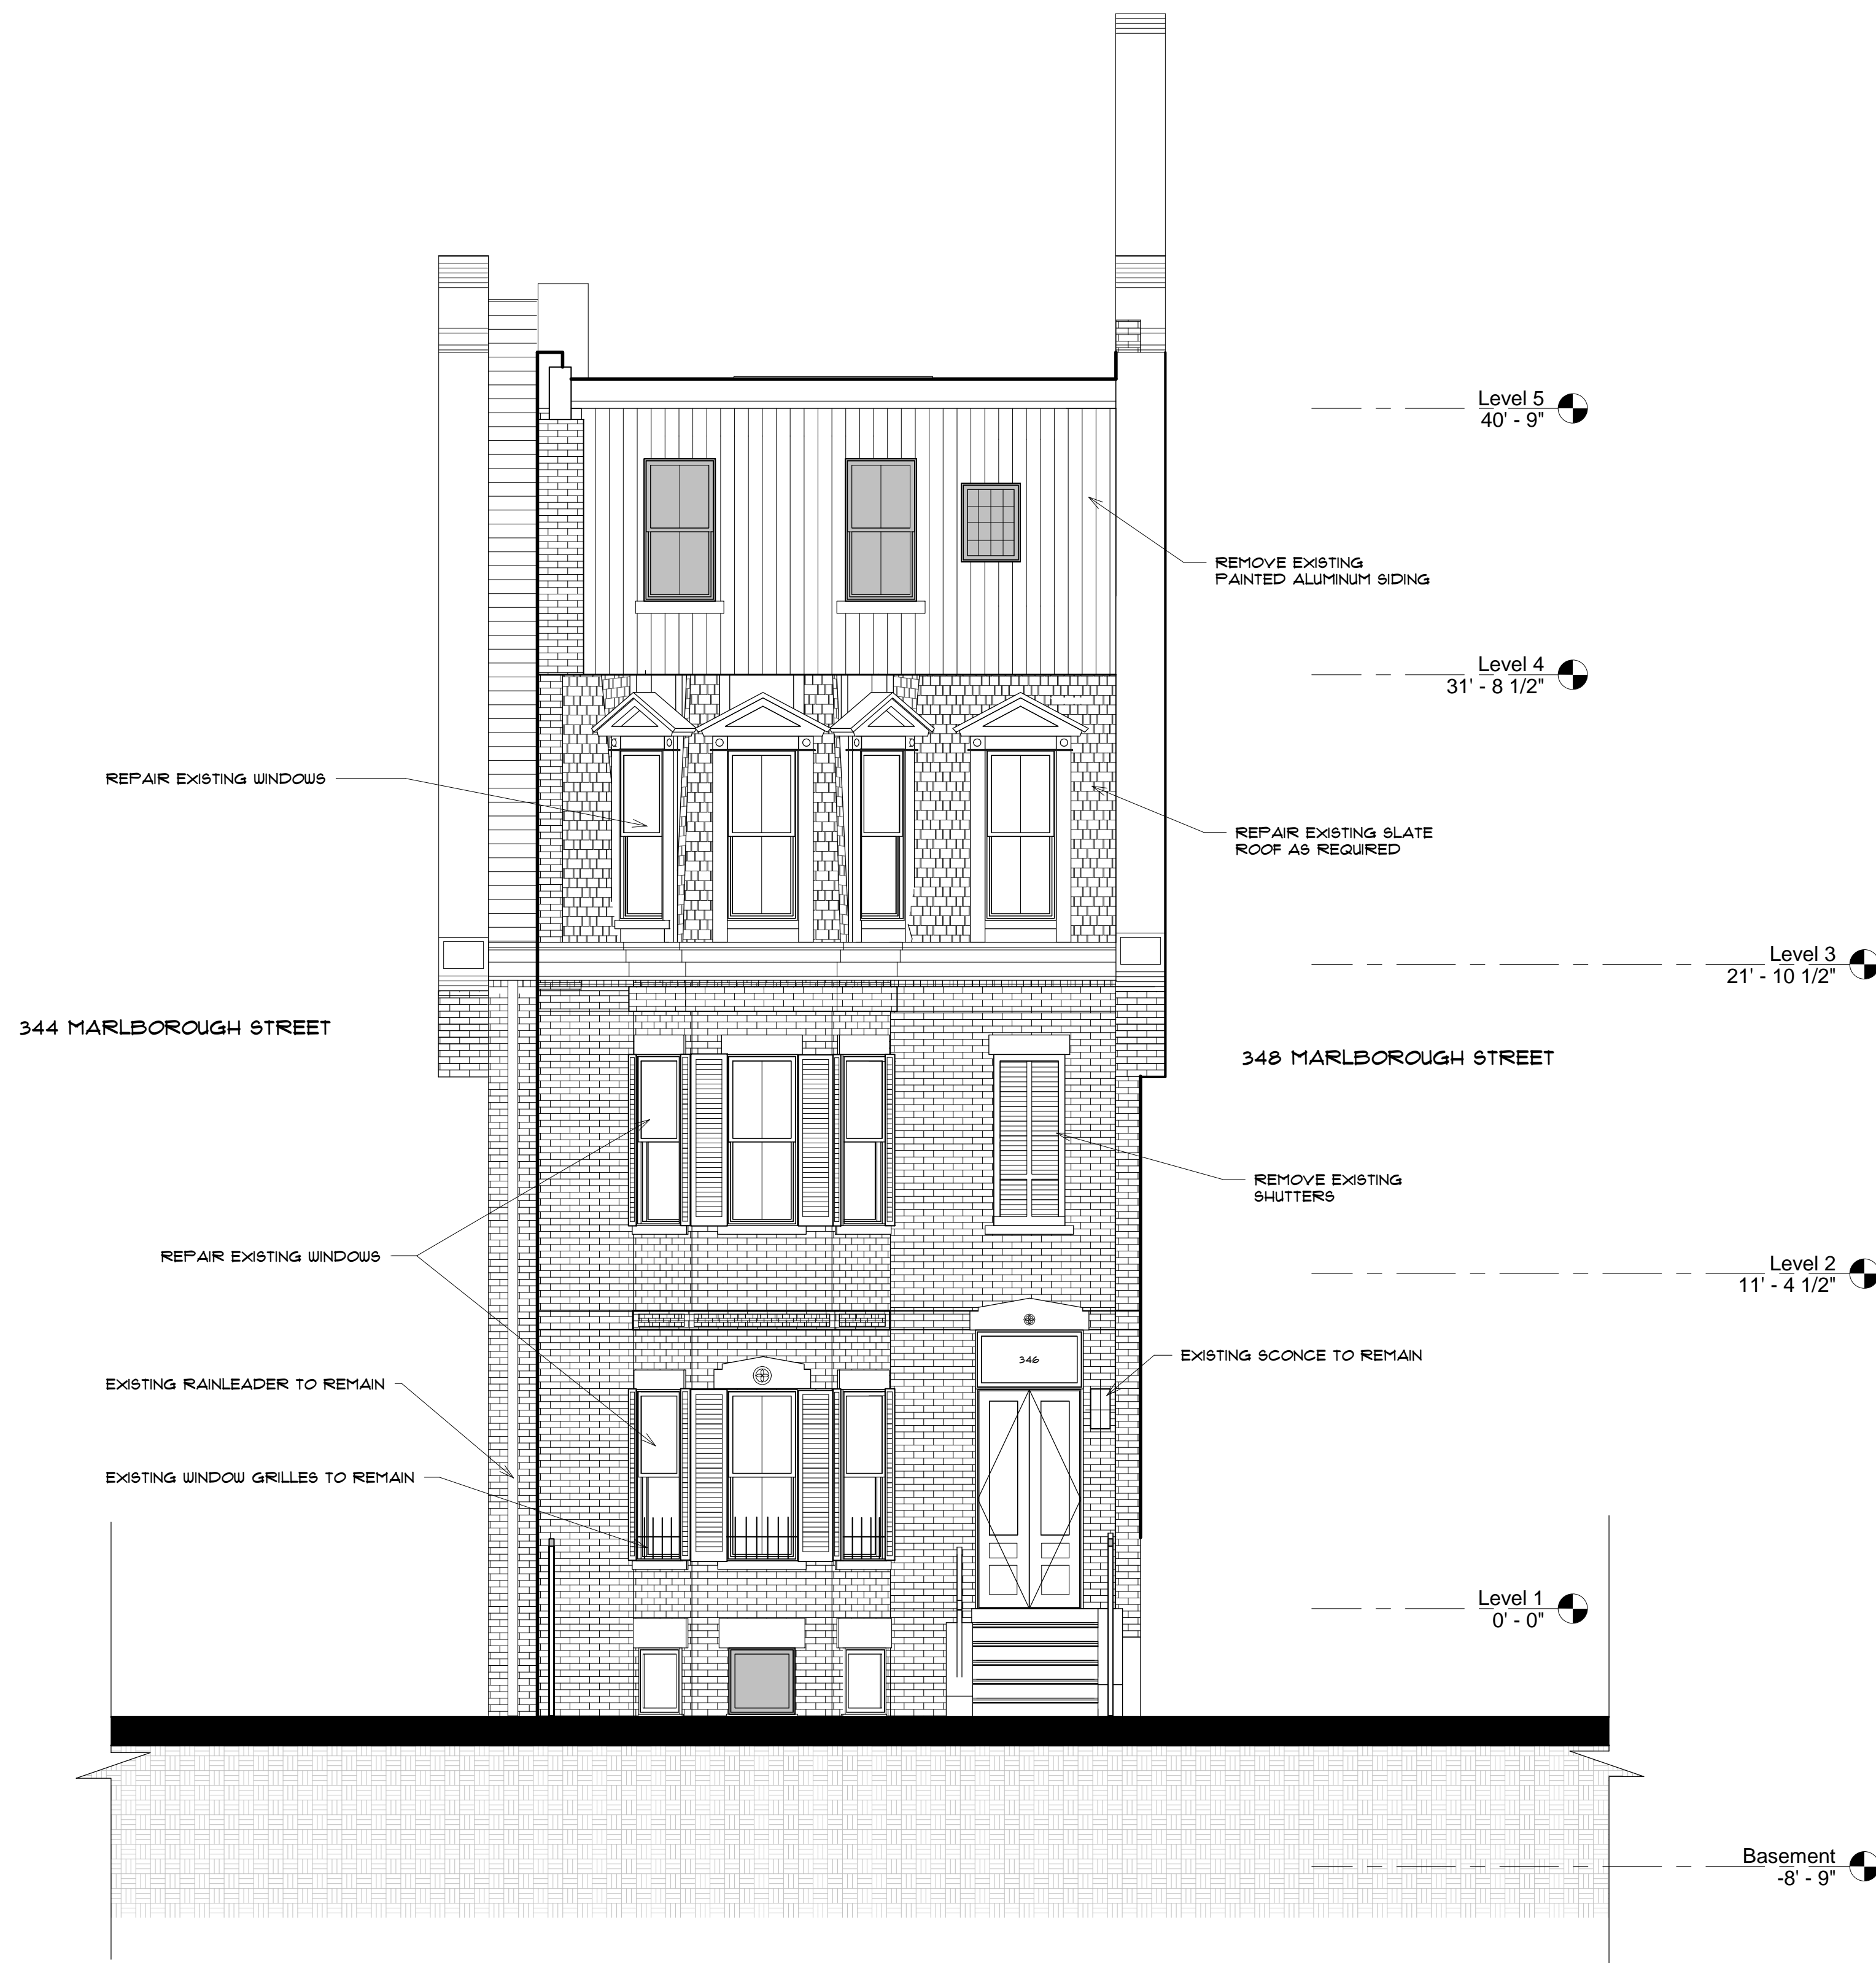 Level 5
40' - 9"
REMOVE EXISTING
PAINTED ALUMINUM SIDING
Level 4
31' - 8 1/2"
REPAIR EXISTING WINDOWS
REPAIR EXISTING SLATE
ROOF AS REQUIRED
Level 3
21' - 10 1/2"
344 MARLBOROUGH STREET
348 MARLBOROUGH STREET
REMOVE EXISTING
SHUTTERS
REPAIR EXISTING WINDOWS
Level 2
11' - 4 1/2"
346
EXISTING SCONCE TO REMAIN
EXISTING RAINLEADER TO REMAIN
EXISTING WINDOW GRILLES TO REMAIN
Level 1
0' - 0"
Basement
-8' - 9"